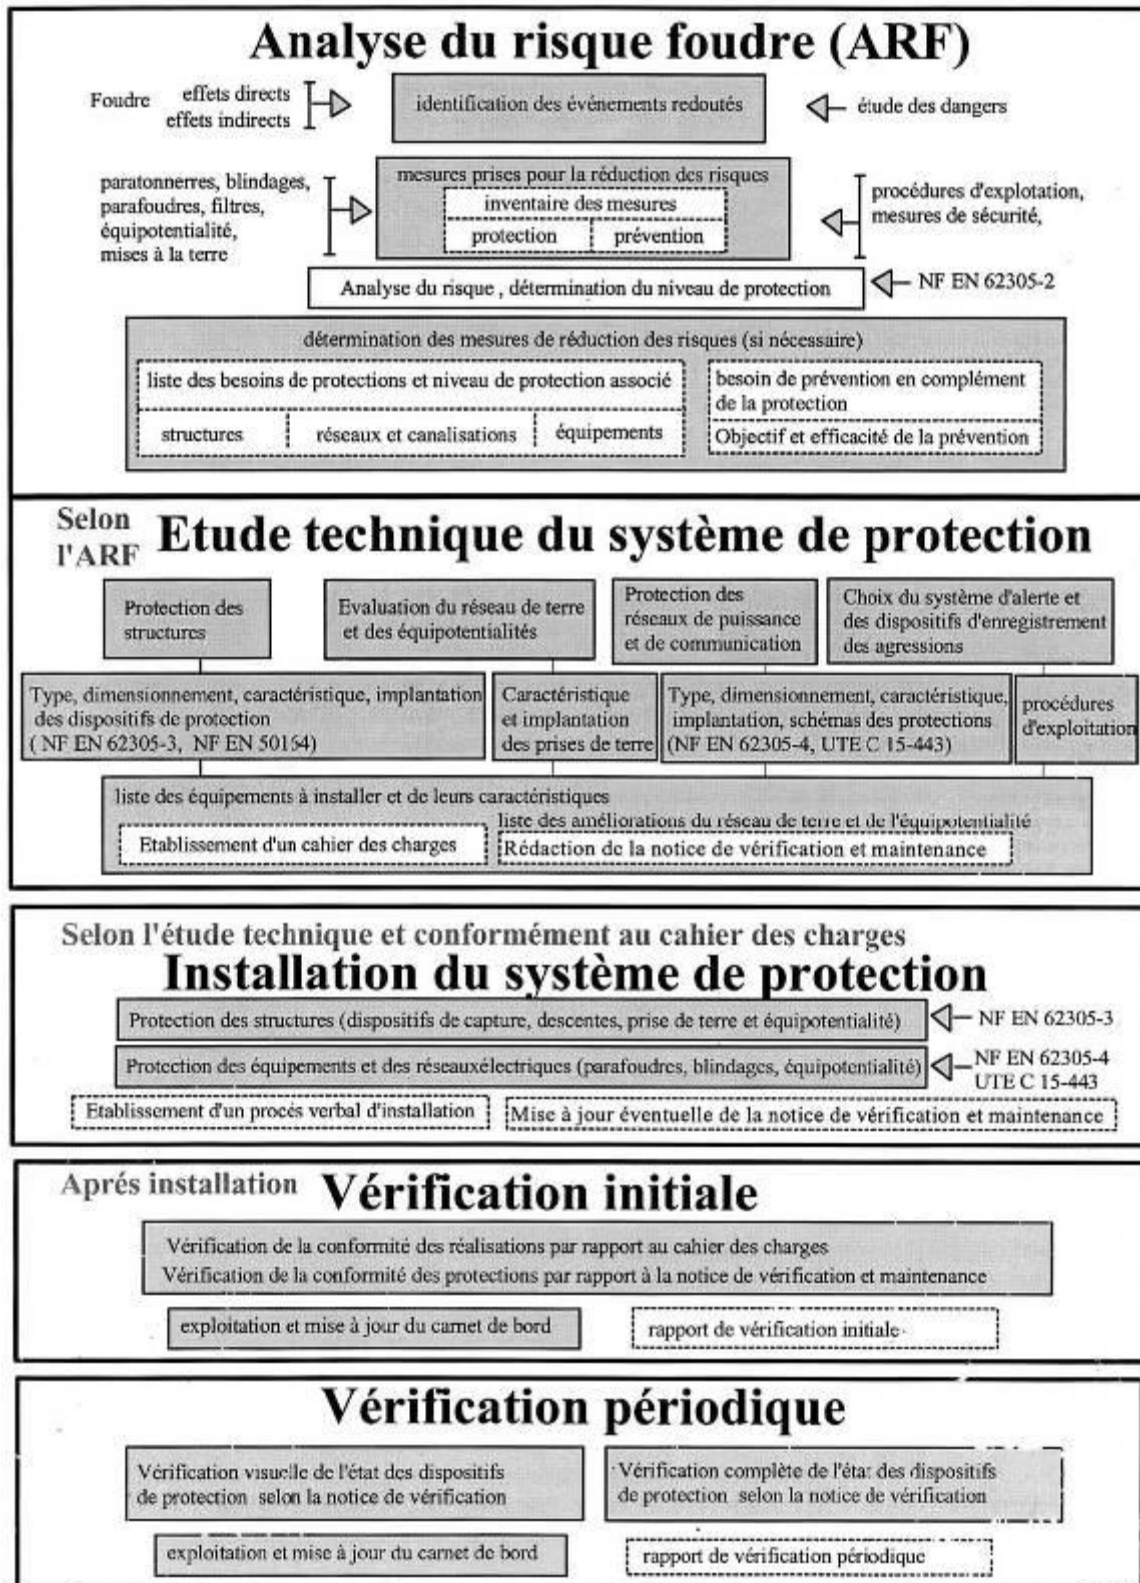 Analyse du risque foudre (ARF)
Foudre
effets directs
effets indirects
identification des événements redoutés
étude des dangers
paratonnerres, blindages,
parafoudres, filtres,
équipotentialité,
mises à la terre
mesures prises pour la réduction des risques
inventaire des mesures
protection
prévention
procédures d'explotation,
mesures de sécurité,
Analyse du risque , détermination du niveau de protection
NF EN 62305-2
détermination des mesures de réduction des risques (si nécessaire)
liste des besoins de protections et niveau de protection associé
structures
réseaux et canalisations
équipements
besoin de prévention en complément
de la protection
Objectif et efficacité de la prévention
Selon
l'ARF
Etude technique du système de protection
Protection des
structures
Evaluation du réseau de terre
et des équipotentialités
Protection des
réseaux de puissance
et de communication
Choix du système d'alerte et
des dispositifs d'enregistrement
des agressions
Type, dimensionnement, caractéristique, implantation
des dispositifs de protection
( NF EN 62305-3, NF EN 50164)
Caractéristique
et implantation
des prises de terre
Type, dimensionnement, caractéristique,
implantation, schémas des protections
(NF EN 62305-4, UTE C 15-443)
procédures
d'exploitation
liste des équipements à installer et de leurs caractéristiques
liste des améliorations du réseau de terre et de l'équipotentialité
Etablissement d'un cahier des charges
Rédaction de la notice de vérification et maintenance
Selon l'étude technique et conformément au cahier des charges
Installation du système de protection
Protection des structures (dispositifs de capture, descentes, prise de terre et équipotentialité)
NF EN 62305-3
Protection des équipements et des réseauxélectriques (parafoudres, blindages, équipotentialité)
NF EN 62305-4
UTE C 15-443
Etablissement d'un procés verbal d'installation
Mise à jour éventuelle de la notice de vérification et maintenance
Aprés installation
Vérification initiale
Vérification de la conformité des réalisations par rapport au cahier des charges
Vérification de la conformité des protections par rapport à la notice de vérification et maintenance
exploitation et mise à jour du carnet de bord
rapport de vérification initiale
Vérification périodique
Vérification visuelle de l'état des dispositifs
de protection selon la notice de vérification
Vérification complète de l'état des dispositifs
de protection selon la notice de vérification
exploitation et mise à jour du carnet de bord
rapport de vérification périodique